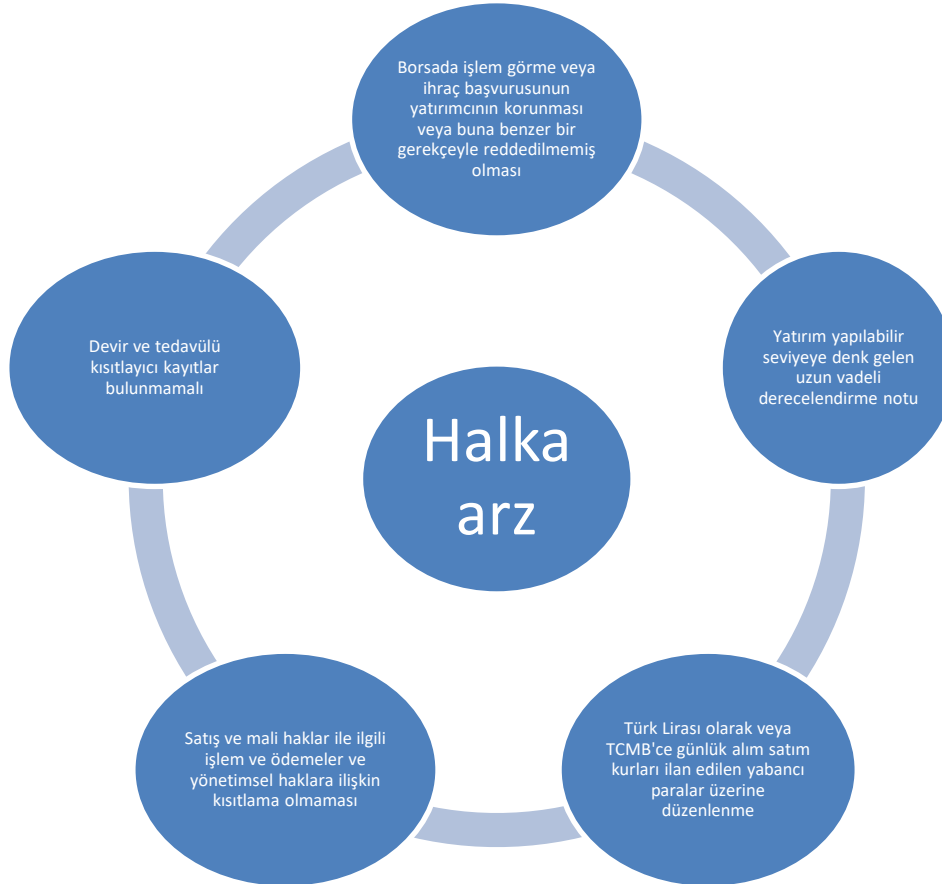 Borsada işlem görme veya
ihraç başvurusunun
yatırımcının korunması
veya buna benzer bir
gerekçeyle reddedilmemiş
olması
Yatırım yapılabilir
seviyeye denk gelen
uzun vadeli
derecelendirme notu
Türk Lirası olarak veya
TCMB'ce günlük alım satım
kurları ilan edilen yabancı
paralar üzerine
düzenlenme
Satış ve mali haklar ile ilgili
işlem ve ödemeler ve
yönetimsel haklara ilişkin
kısıtlama olmaması
Devir ve tedavülü
kısıtlayıcı kayıtlar
bulunmamalı
Halka
arz